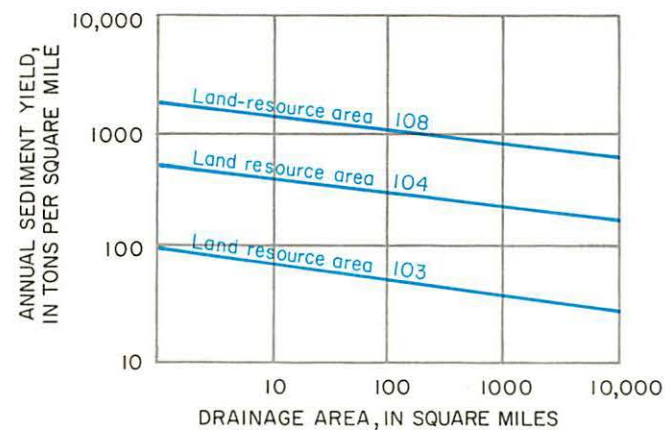 ANNUAL SEDIMENT YIELD,
IN TONS PER SQUARE MILE
10,000
1000
100
10
Land-resource area 108
Land resource area 104
Land resource area 103
10 100 1000 10,000
DRAINAGE AREA, IN SQUARE MILES